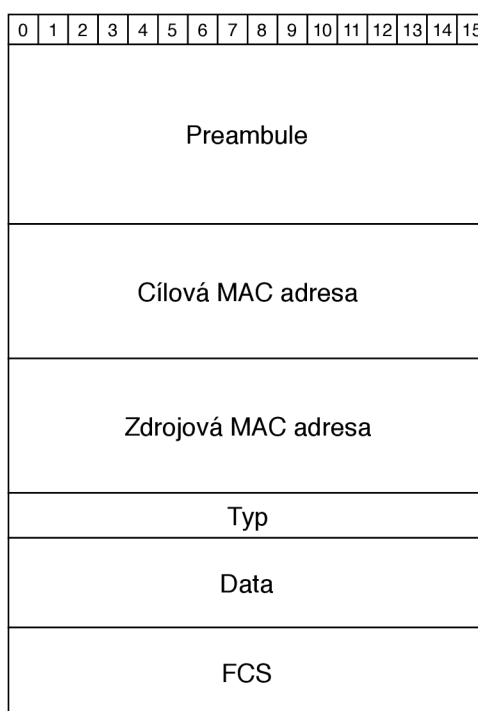 0 1 2 3 4 5 6 7 8 9 10 11 12 13 14 15
Preambule
Cílová MAC adresa
Zdrojová MAC adresa
Typ
Data
FCS